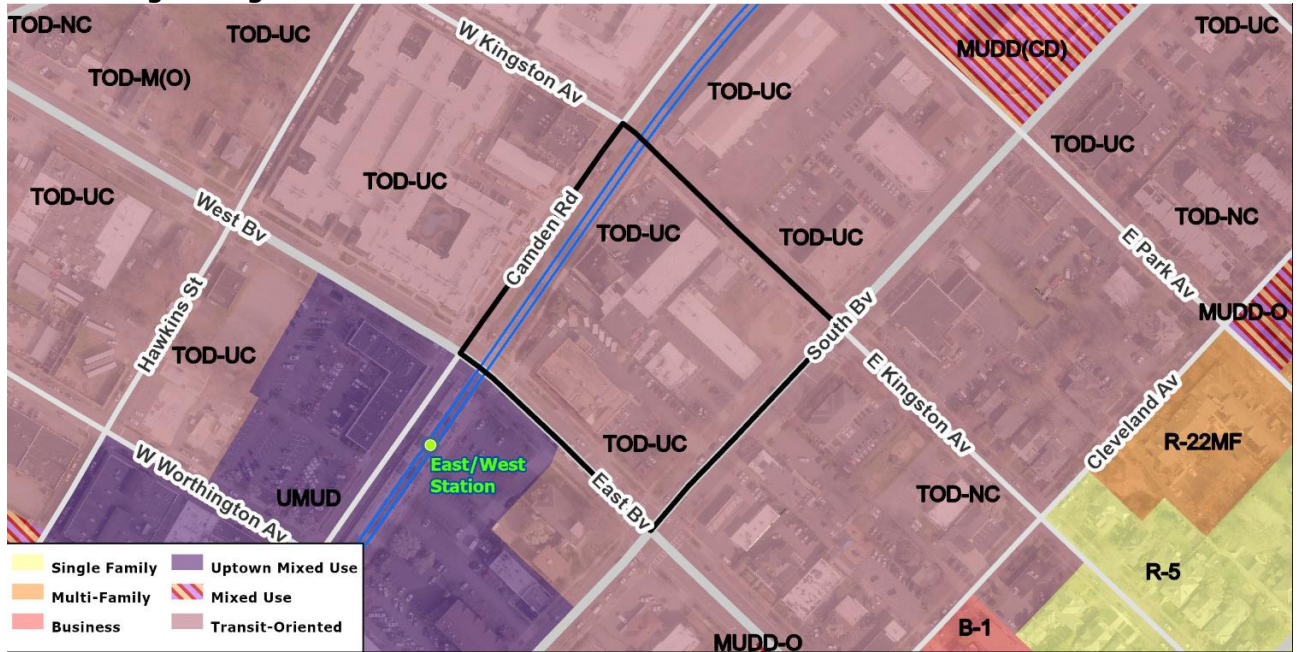 TOD-NC
TOD-UC
W Kingston Av
MUDD(CD)
TOD-UC
TOD-M(O)
TOD-UC
TOD-UC
TOD-UC
TOD-UC
West Bv
Camden Rd
TOD-UC
TOD-UC
TOD-NC
E Park Av
Hawkins St
TOD-UC
South Bv
MUDD-O
E Kingston Av
Cleveland Av
TOD-UC
R-22MF
East/West
Station
W Worthington Av
UMUD
East Bv
TOD-NC
R-5
B-1
MUDD-O
Single Family
Uptown Mixed Use
Multi-Family
Mixed Use
Business
Transit-Oriented